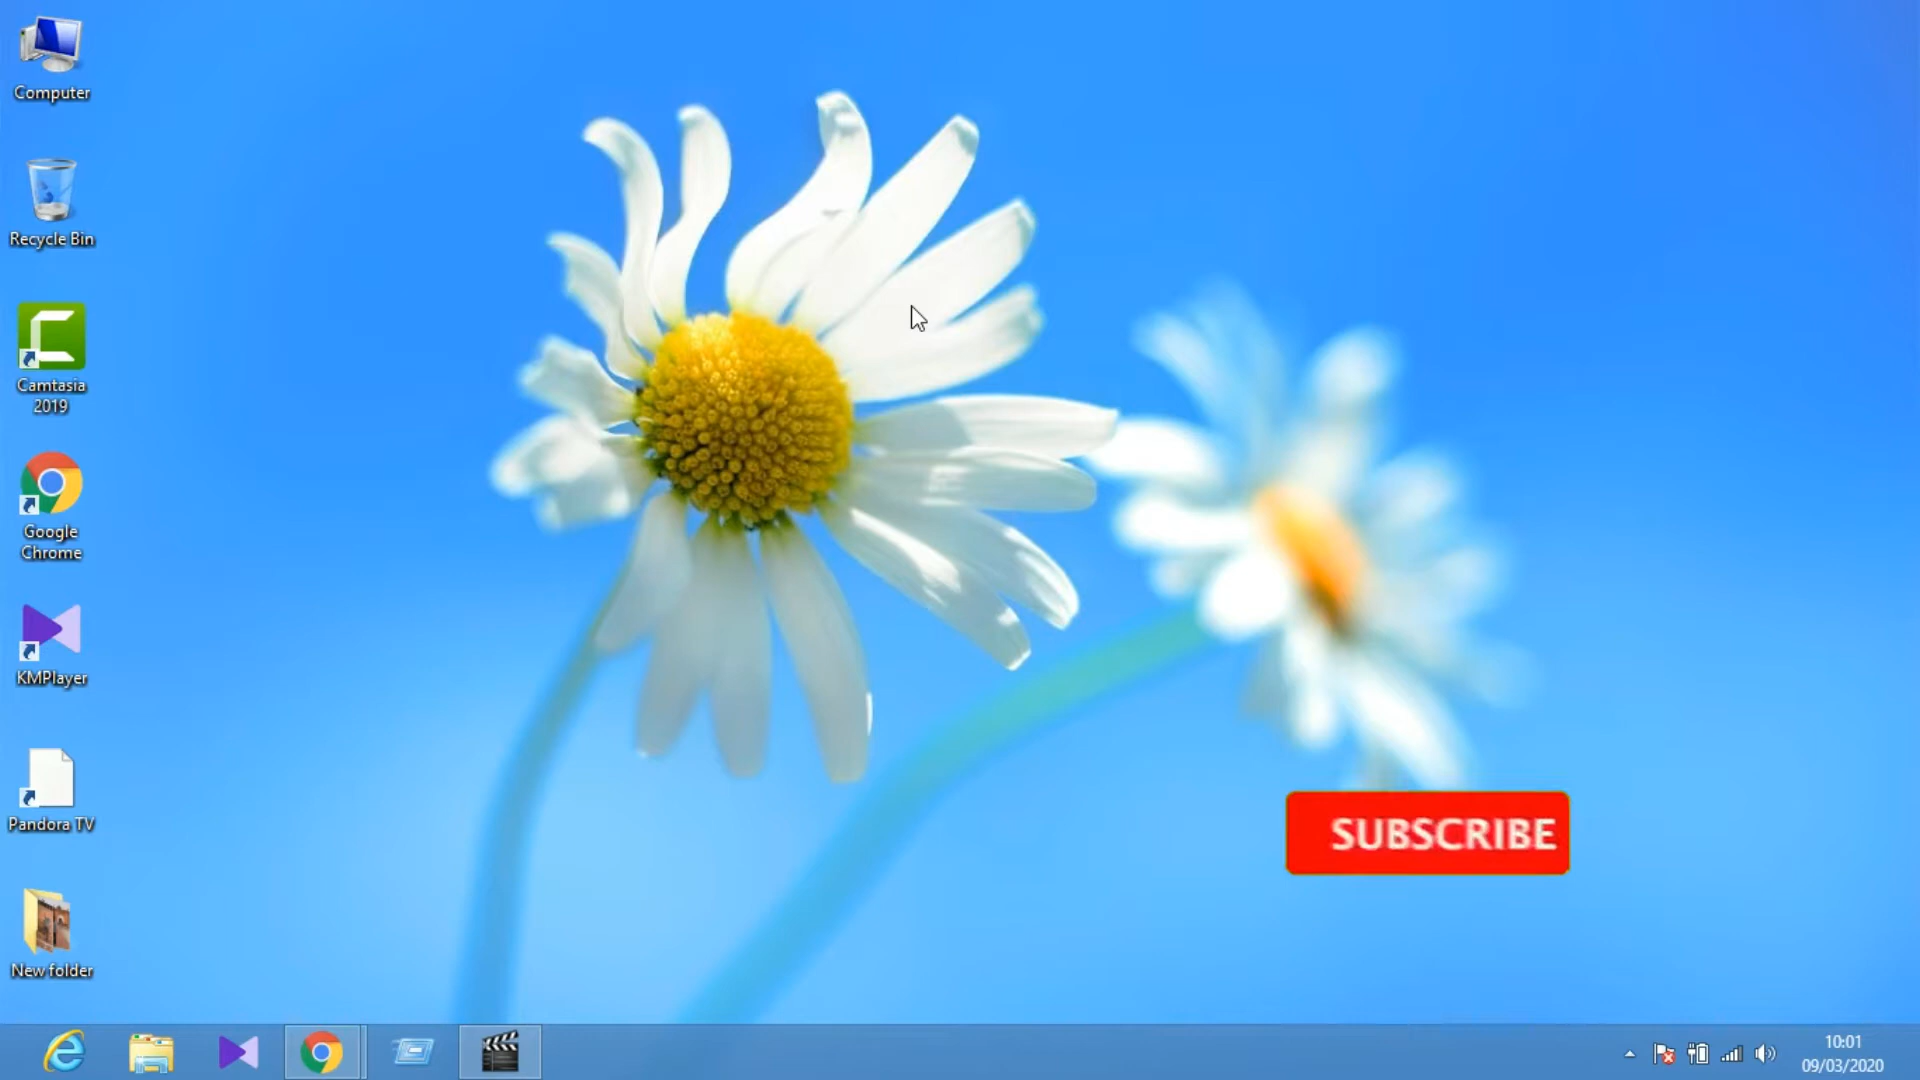 Computer
Recycle Bin
Camtasia
2019
Google
Chrome
KMPlayer
Pandora TV
New folder
SUBSCRIBE
10:01
09/03/2020